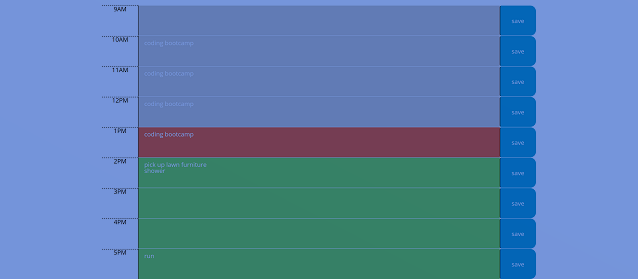 9AM save
10AM coding bootcamp save
11AM coding bootcamp save
12PM coding bootcamp save
1PM coding bootcamp save
2PM pick up lawn furniture save
shower
3PM save
4PM save
5PM run save